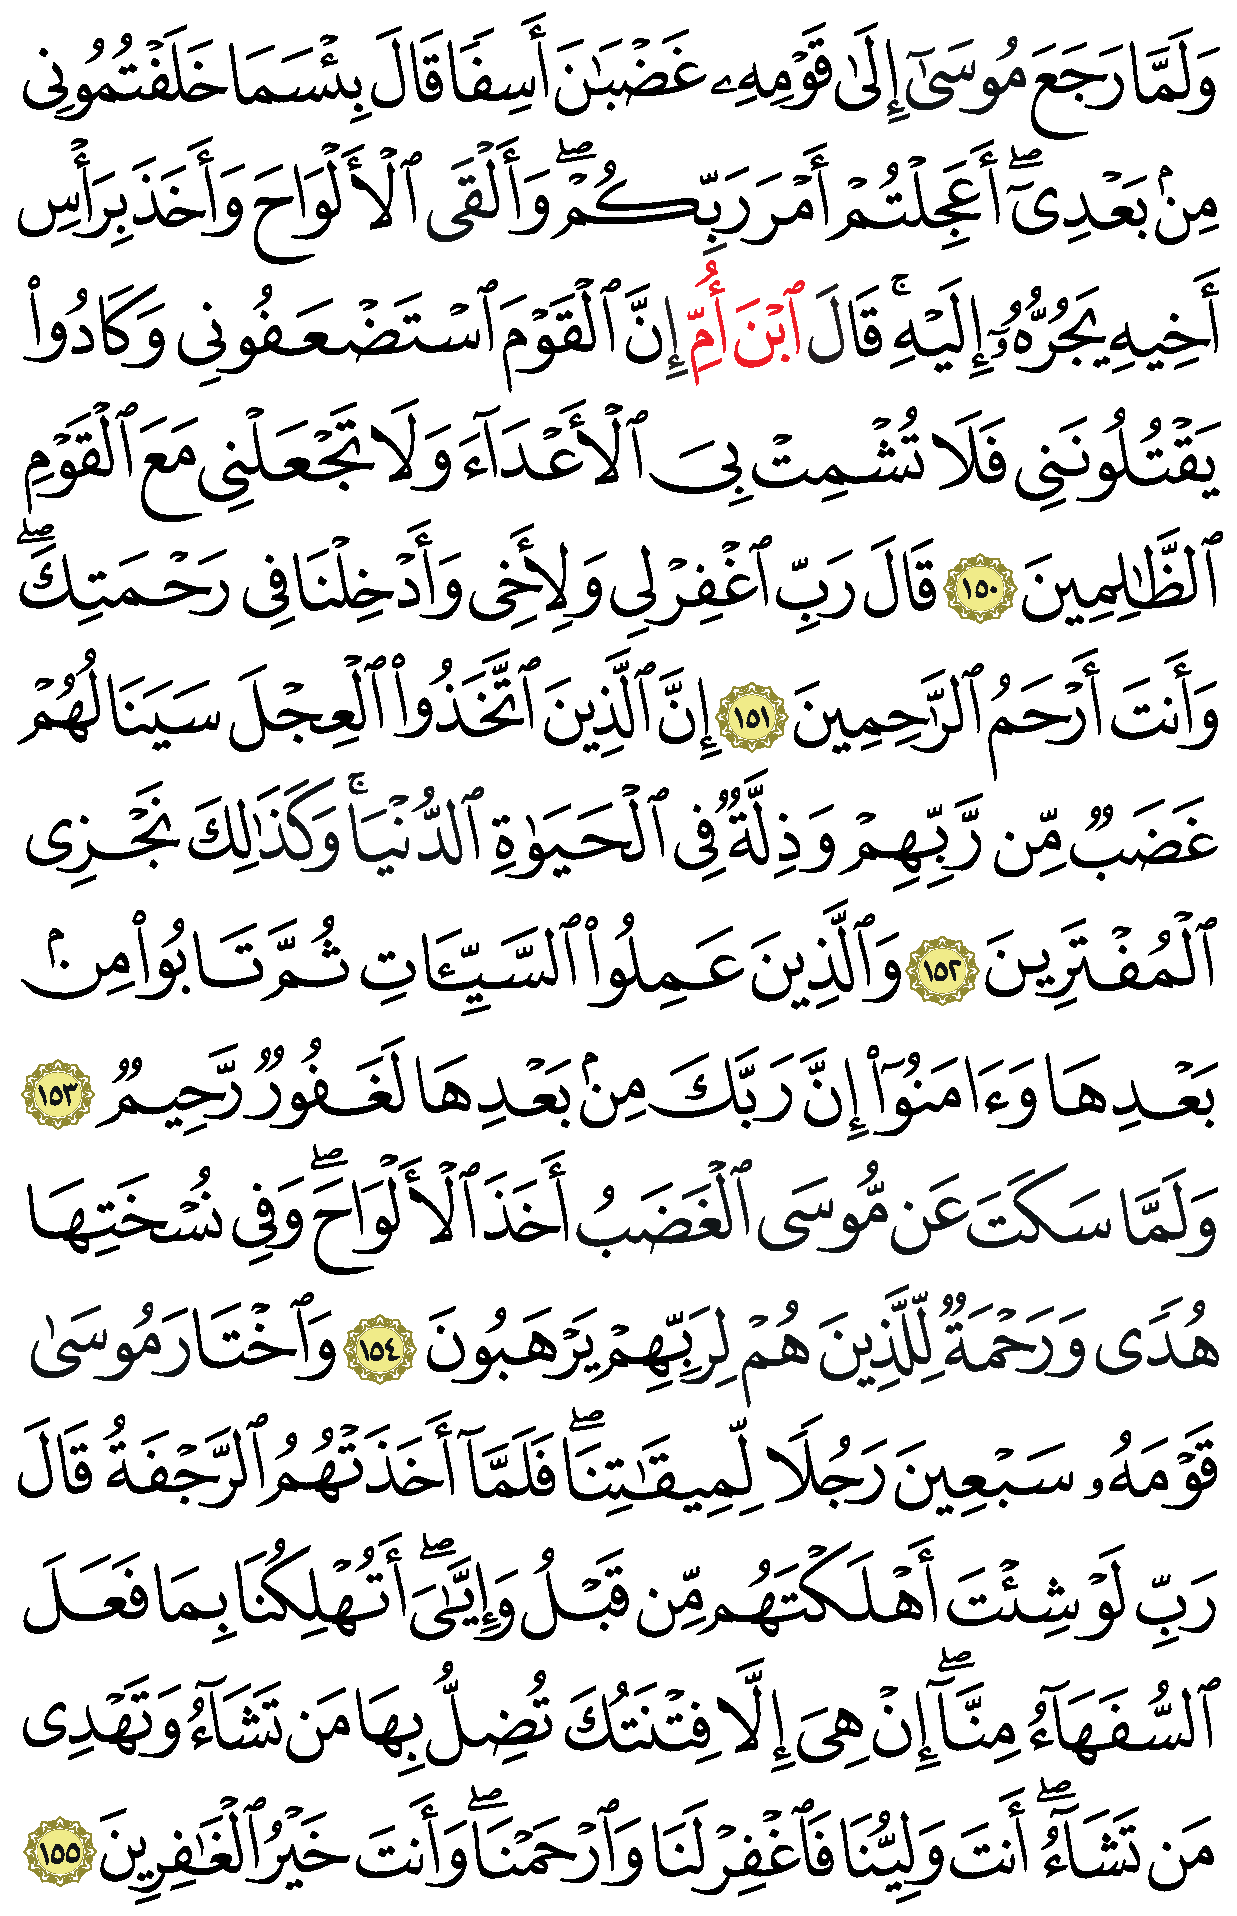 وَلَمَّا رَجَعَ مُوسَىٰٓ إِلَىٰ قَوْمِهِۦ غَضْبَٰنَ أَسِفًا قَالَ بِئْسَمَا خَلَفْتُمُونِى
مِنۢ بَعْدِىٓ ۖ أَعَجِلْتُمْ أَمْرَ رَبِّكُمْ ۖ وَأَلْقَى ٱلْأَلْوَاحَ وَأَخَذَ بِرَأْسِ
أَخِيهِ يَجُرُّهُۥٓ إِلَيْهِ ۚ قَالَ ٱبْنَ أُمِّ إِنَّ ٱلْقَوْمَ ٱسْتَضْعَفُونِى وَكَادُوا۟
يَقْتُلُونَنِى فَلَا تُشْمِتْ بِىَ ٱلْأَعْدَآءَ وَلَا تَجْعَلْنِى مَعَ ٱلْقَوْمِ
ٱلظَّٰلِمِينَ ١٥٠ قَالَ رَبِّ ٱغْفِرْ لِى وَلِأَخِى وَأَدْخِلْنَا فِى رَحْمَتِكَ ۖ
وَأَنتَ أَرْحَمُ ٱلرَّٰحِمِينَ ١٥١ إِنَّ ٱلَّذِينَ ٱتَّخَذُوا۟ ٱلْعِجْلَ سَيَنَالُهُمْ
غَضَبٌ مِّن رَّبِّهِمْ وَذِلَّةٌ فِى ٱلْحَيَوٰةِ ٱلدُّنْيَا ۚ وَكَذَٰلِكَ نَجْزِى
ٱلْمُفْتَرِينَ ١٥٢ وَٱلَّذِينَ عَمِلُوا۟ ٱلسَّيِّـَٔاتِ ثُمَّ تَابُوا۟ مِنۢ
بَعْدِهَا وَءَامَنُوٓا۟ إِنَّ رَبَّكَ مِنۢ بَعْدِهَا لَغَفُورٌ رَّحِيمٌ ١٥٣
وَلَمَّا سَكَتَ عَن مُّوسَى ٱلْغَضَبُ أَخَذَ ٱلْأَلْوَاحَ ۖ وَفِى نُسْخَتِهَا
هُدًى وَرَحْمَةٌ لِّلَّذِينَ هُمْ لِرَبِّهِمْ يَرْهَبُونَ ١٥٤ وَٱخْتَارَ مُوسَىٰ
قَوْمَهُۥ سَبْعِينَ رَجُلًا لِّمِيقَٰتِنَا ۖ فَلَمَّآ أَخَذَتْهُمُ ٱلرَّجْفَةُ قَالَ
رَبِّ لَوْ شِئْتَ أَهْلَكْتَهُم مِّن قَبْلُ وَإِيَّٰىَ ۖ أَتُهْلِكُنَا بِمَا فَعَلَ
ٱلسُّفَهَآءُ مِنَّآ ۖ إِنْ هِىَ إِلَّا فِتْنَتُكَ تُضِلُّ بِهَا مَن تَشَآءُ وَتَهْدِى
مَن تَشَآءُ ۖ أَنتَ وَلِيُّنَا فَٱغْفِرْ لَنَا وَٱرْحَمْنَا ۖ وَأَنتَ خَيْرُ ٱلْغَٰفِرِينَ ١٥٥